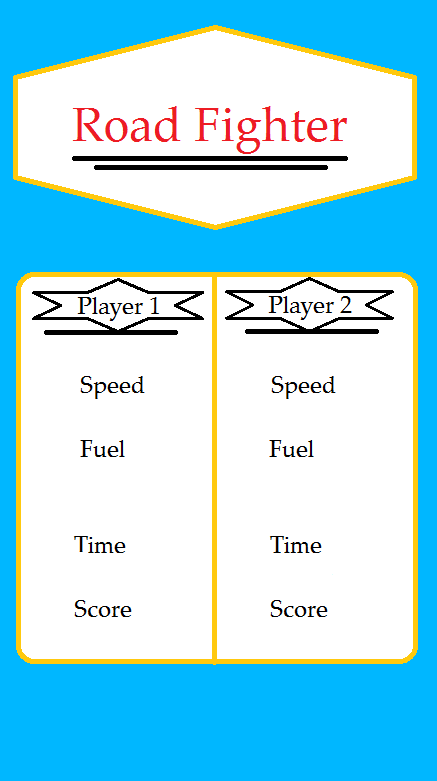 Road Fighter
Player 1
Speed
Fuel
Time
Score
Player 2
Speed
Fuel
Time
Score